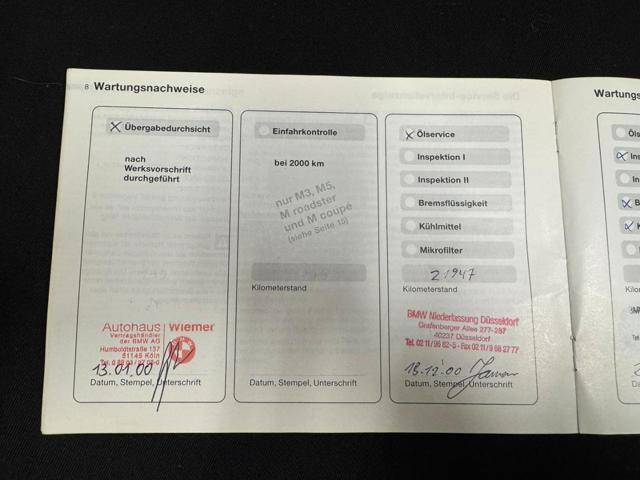 8 Wartungsnachweise
X Übergabedurchsicht
nach
Werksvorschrift
durchgeführt
Autohaus Wiemer
Vertragshändler
der BMW AG
Humboldtstraße 137
51145 Köln
13.01.00
Datum, Stempel, Unterschrift
Einfahrkontrolle
bei 2000 km
nur M3, M5,
M roadster
und M coupé
(siehe Seite 15)
Kilometerstand
Datum, Stempel, Unterschrift
X Ölservice
Inspektion I
Inspektion II
Bremsflüssigkeit
Kühlmittel
Mikrofilter
21947
Kilometerstand
BMW Niederlassung Düsseldorf
Grafenberger Allee 277-287
40237 Düsseldorf
18.12.00
Datum, Stempel, Unterschrift
Wartungs